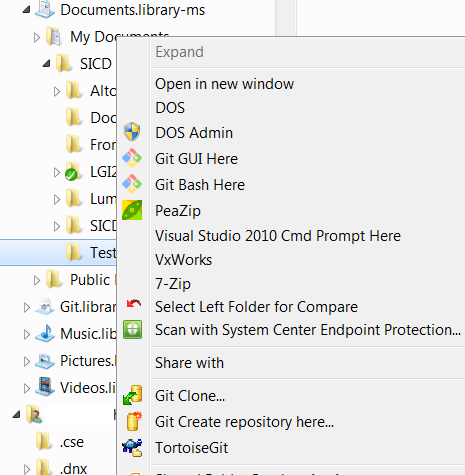 Documents.library-ms
My Documents
Expand
SICD
Open in new window
Alto
DOS
Doc
DOS Admin
Fron
Git GUI Here
LGI2
Git Bash Here
Lum
PeaZip
SICD
Visual Studio 2010 Cmd Prompt Here
Test
VxWorks
Public
7-Zip
Git.library
Select Left Folder for Compare
Music.lib
Scan with System Center Endpoint Protection...
Pictures.l
Share with
Videos.li
Git Clone...
Git Create repository here...
.cse
TortoiseGit
.dnx